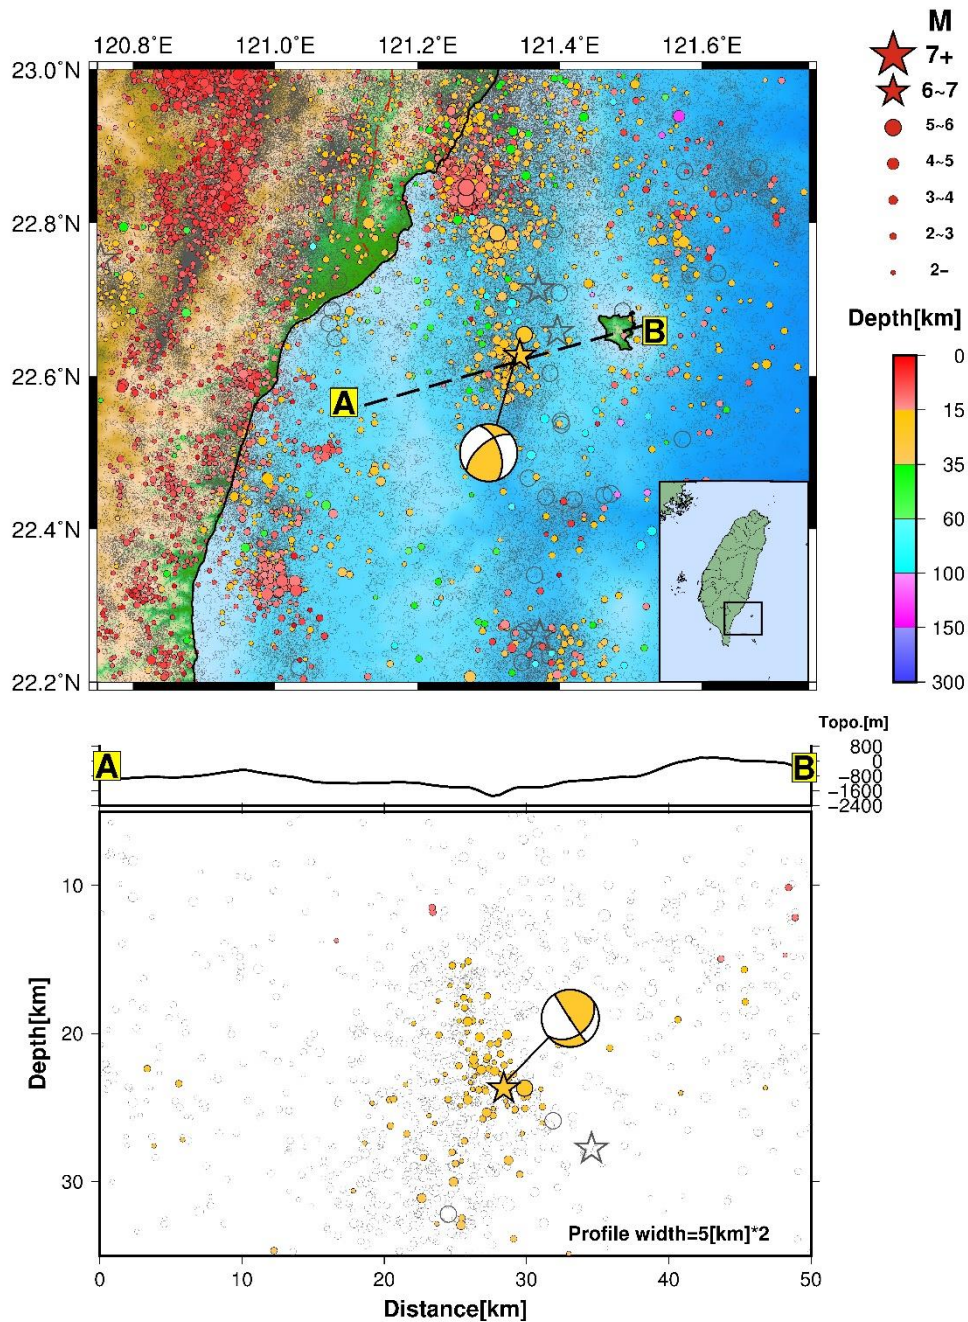 120.8˚E 121.0˚E 121.2˚E 121.4˚E 121.6˚E
23.0˚N
22.8˚N
22.6˚N
22.4˚N
22.2˚N
A
B
M
7+
6~7
5~6
4~5
3~4
2~3
2−
Depth[km]
0
15
35
60
100
150
300
Topo.[m]
A
B
800
0
−800
−1600
−2400
Depth[km]
10
20
30
Profile width=5[km]*2
0 10 20 30 40 50
Distance[km]